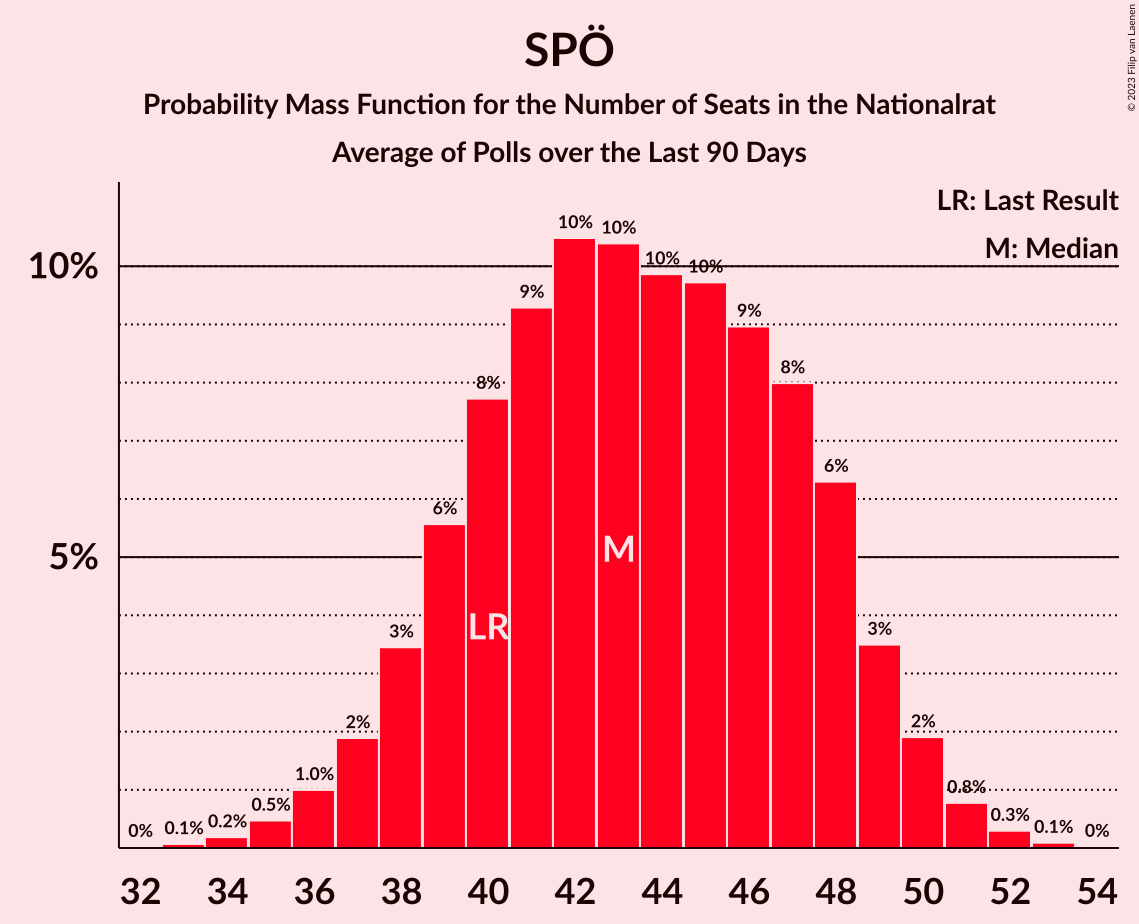 SPÖ
Probability Mass Function for the Number of Seats in the Nationalrat
Average of Polls over the Last 90 Days
© 2023 Filip van Laenen
LR: Last Result
M: Median
10%
5%
0%
0.1%
0.2%
0.5%
1.0%
2%
3%
6%
8%
9%
10%
10%
10%
10%
9%
8%
6%
3%
2%
0.8%
0.3%
0.1%
0%
LR
M
32 34 36 38 40 42 44 46 48 50 52 54